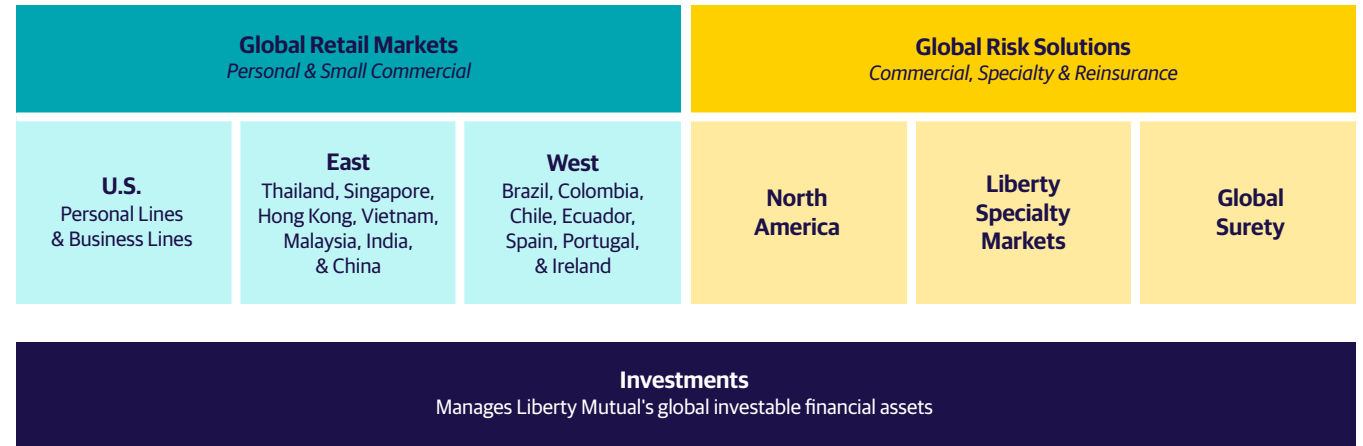 Global Retail Markets
Personal & Small Commercial
Global Risk Solutions
Commercial, Specialty & Reinsurance
U.S.
Personal Lines
& Business Lines
East
Thailand, Singapore,
Hong Kong, Vietnam,
Malaysia, India,
& China
West
Brazil, Colombia,
Chile, Ecuador,
Spain, Portugal,
& Ireland
North
America
Liberty
Specialty
Markets
Global
Surety
Investments
Manages Liberty Mutual's global investable financial assets